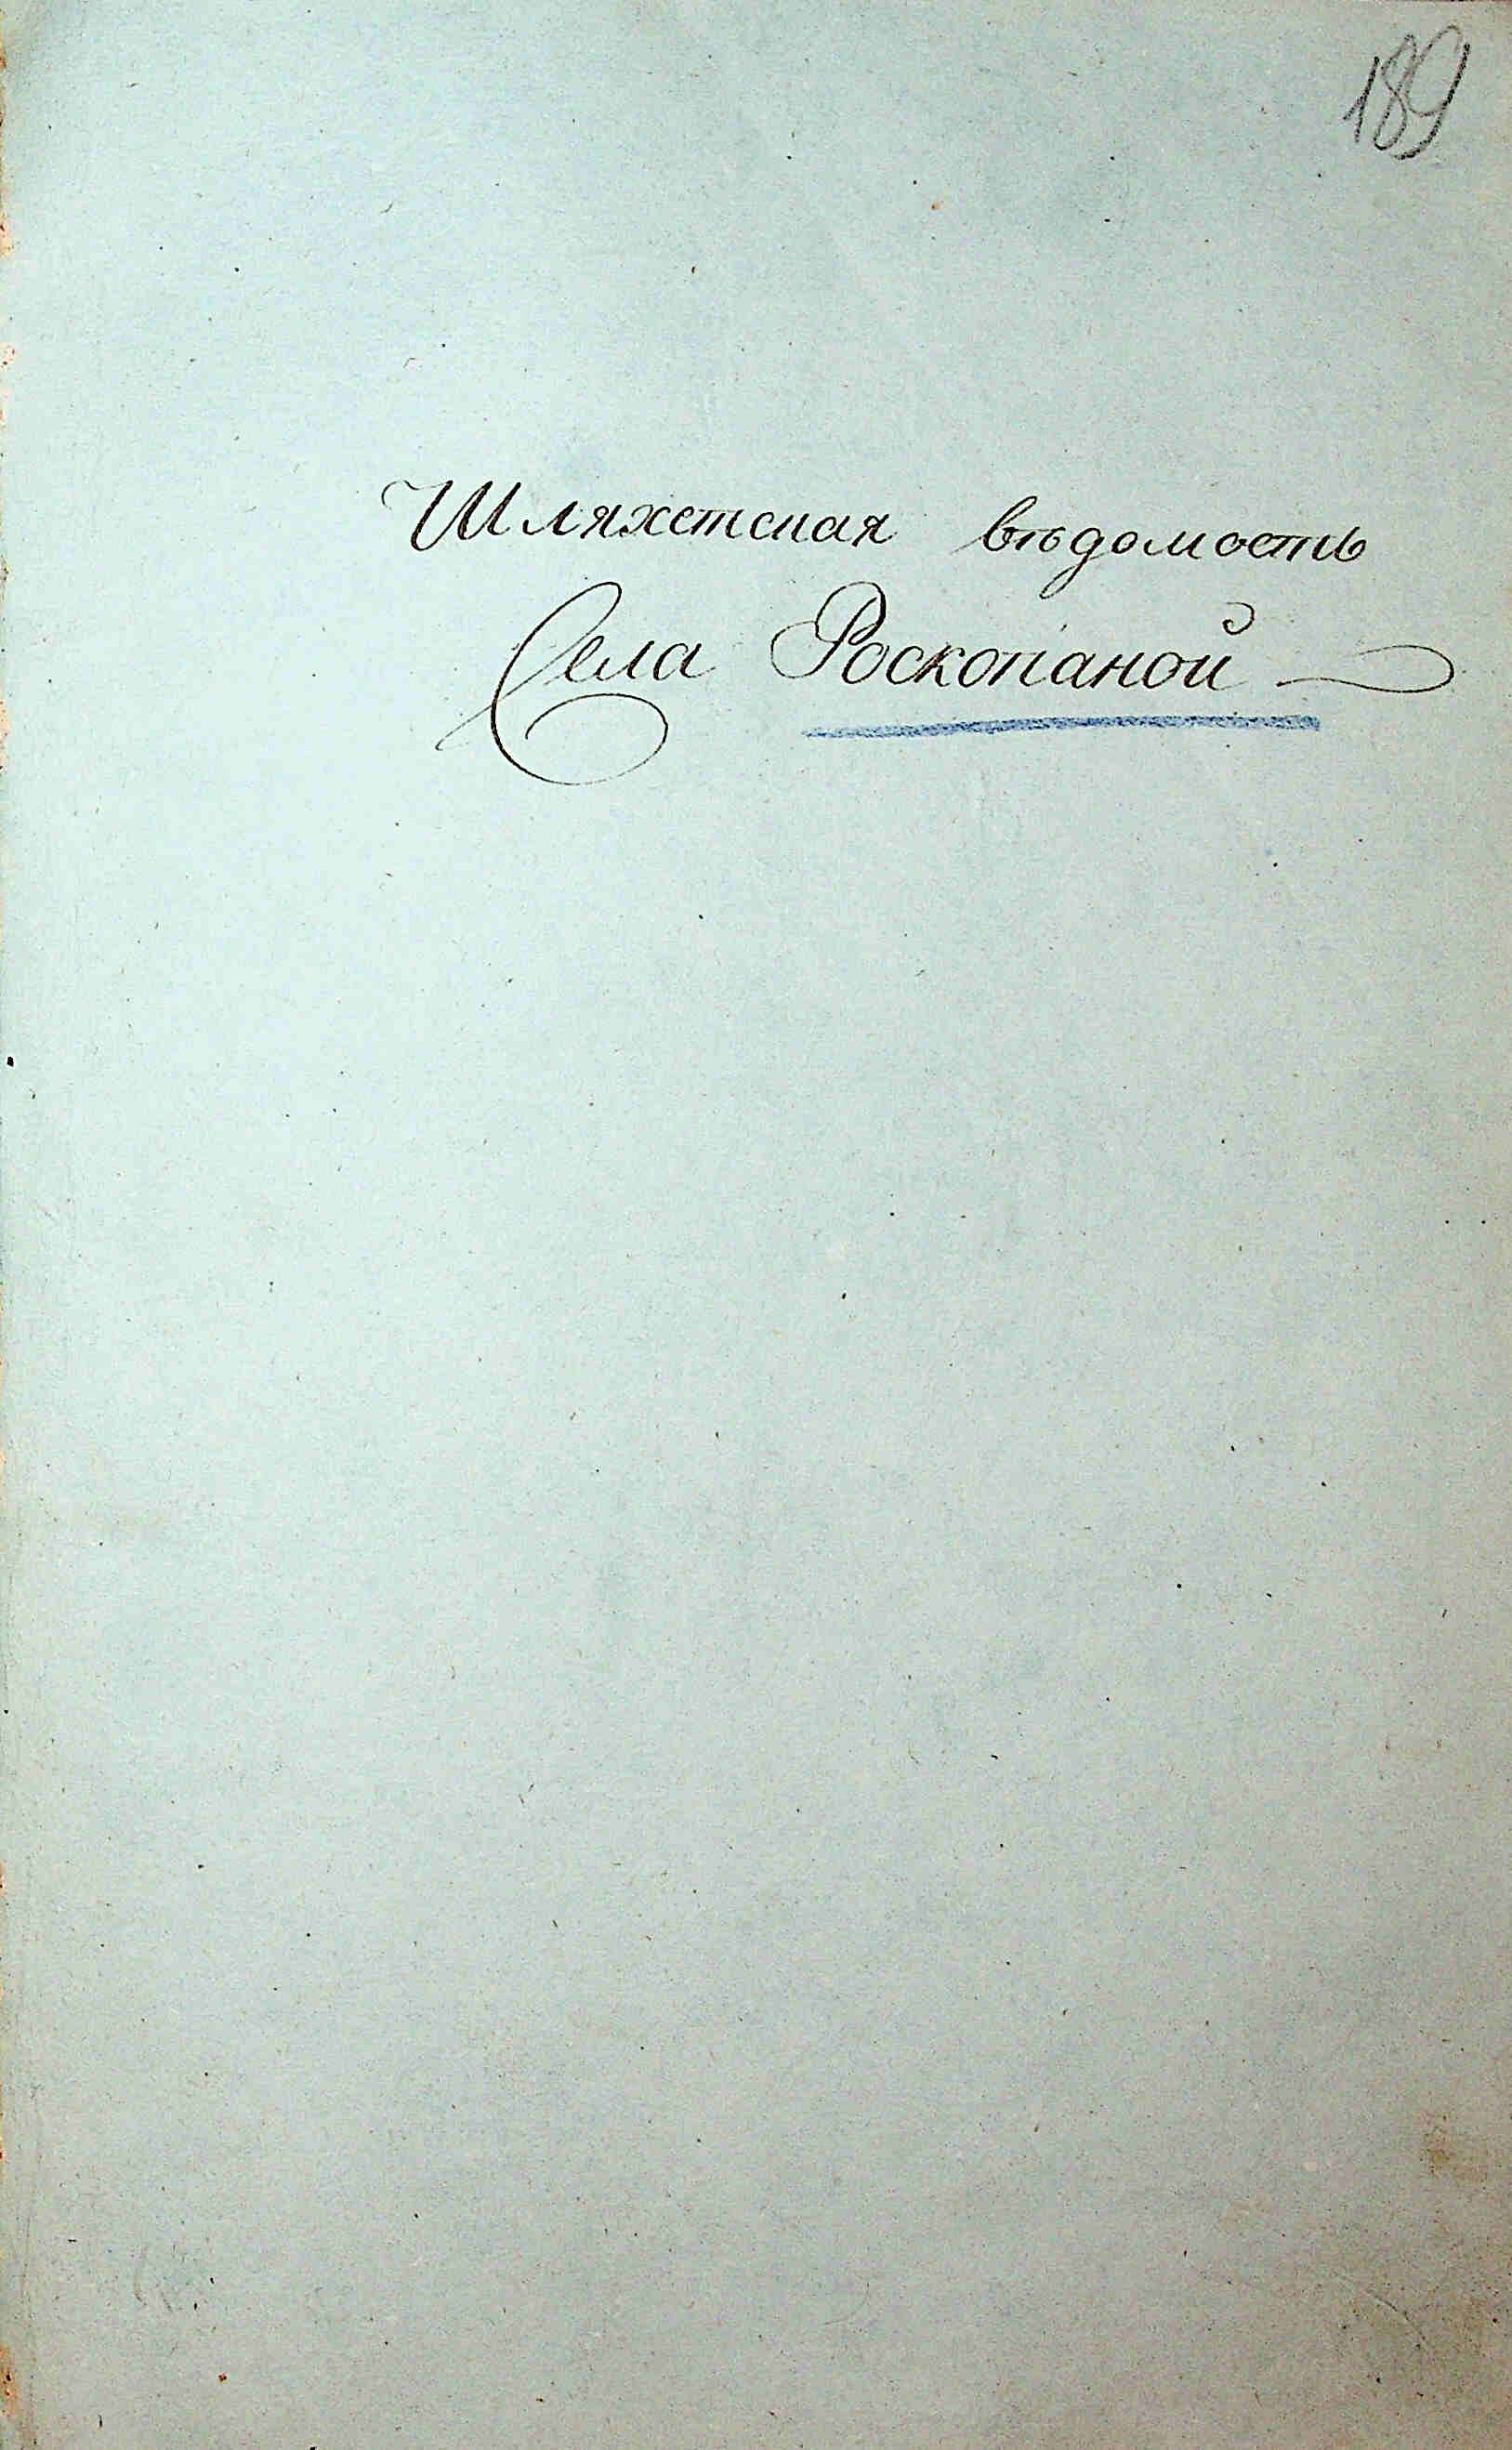 189
Шляхетская вѣдомость
Села Роскопаной